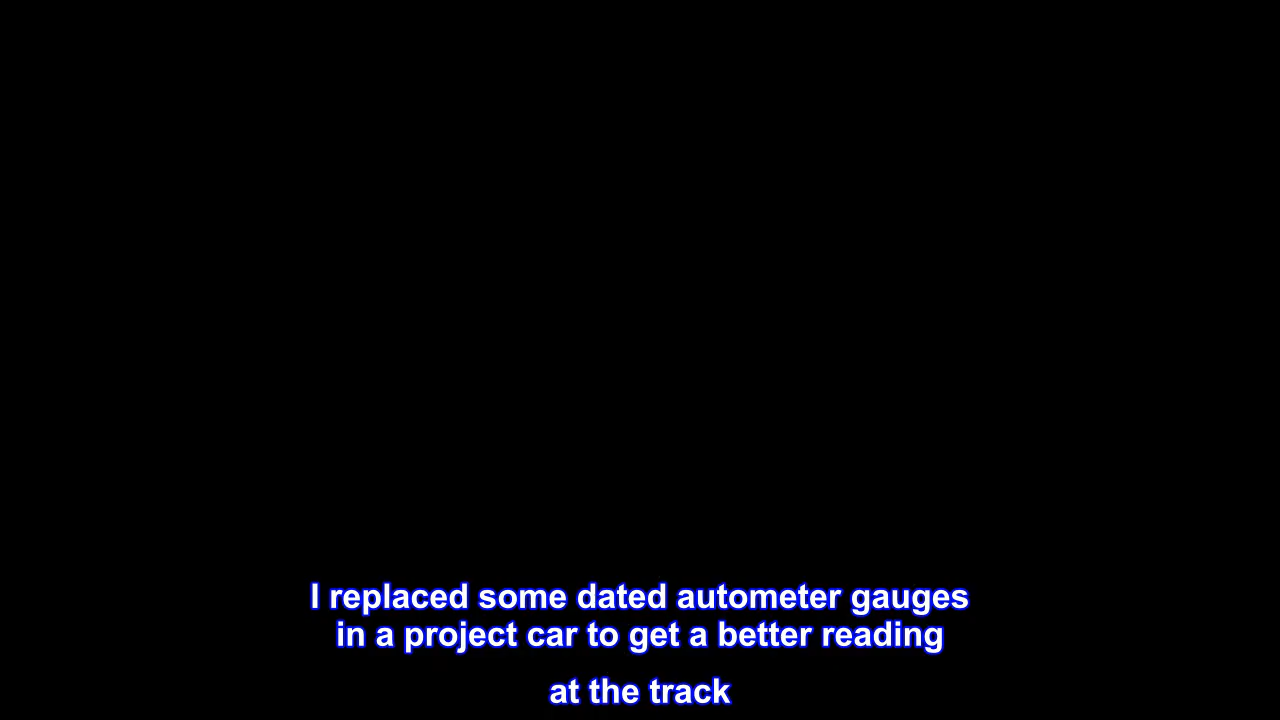 I replaced some dated autometer gauges
in a project car to get a better reading
at the track